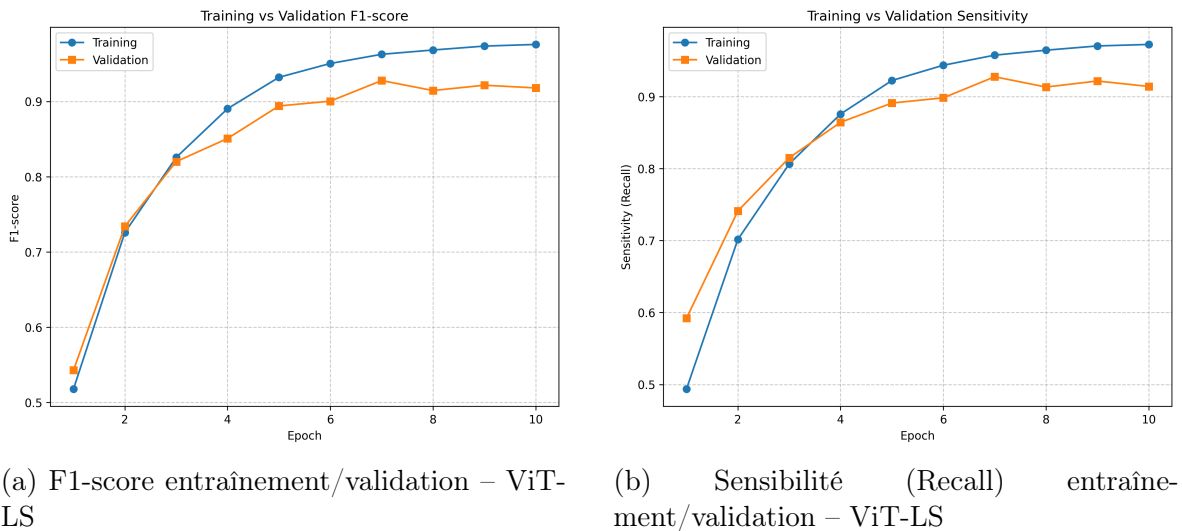 Training vs Validation F1-score
Training
Validation
0.9
0.8
0.7
0.6
0.5
F1-score
2
4
6
8
10
Epoch
(a) F1-score entraînement/validation – ViT-
LS
Training vs Validation Sensitivity
Training
Validation
0.9
0.8
0.7
0.6
0.5
Sensitivity (Recall)
2
4
6
8
10
Epoch
(b) Sensibilité (Recall) entraîne-
ment/validation – ViT-LS